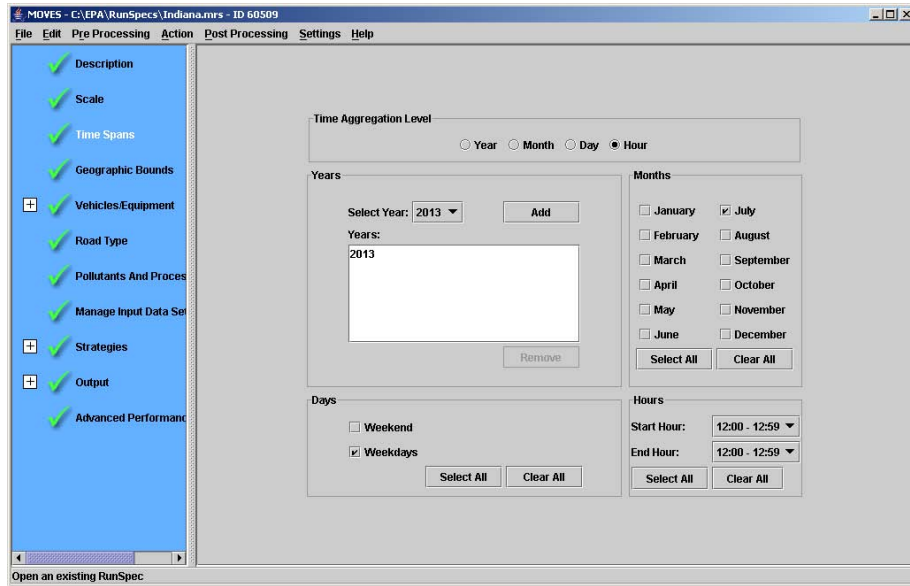 MOVES - C:\EPA\RunSpecs\Indiana.mrs - ID 60509
File Edit Pre Processing Action Post Processing Settings Help
Description
Scale
Time Spans
Geographic Bounds
Vehicles/Equipment
Road Type
Pollutants And Proces
Manage Input Data Set
Strategies
Output
Advanced Performanc
Time Aggregation Level
Year Month Day Hour
Years
Select Year: 2013 Add
Years:
2013
Remove
Months
January July
February August
March September
April October
May November
June December
Select All Clear All
Days
Weekend
Weekdays
Select All Clear All
Hours
Start Hour: 12:00 - 12:59
End Hour: 12:00 - 12:59
Select All Clear All
Open an existing RunSpec